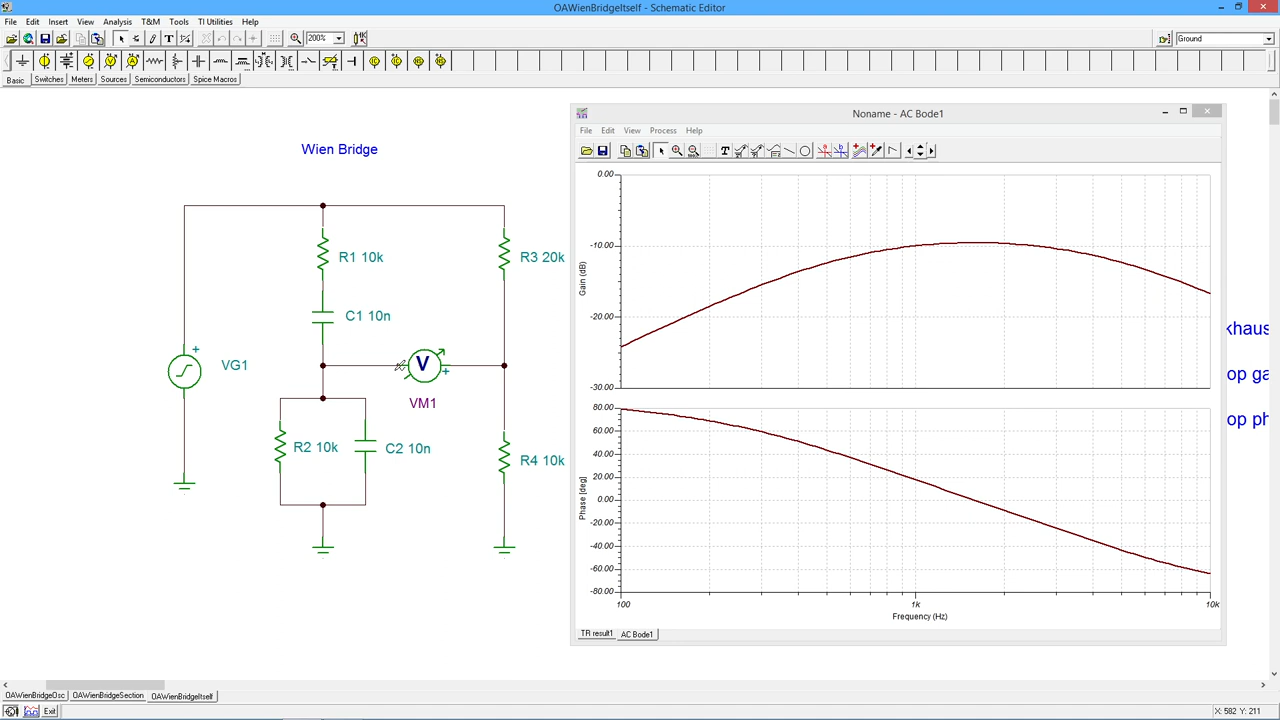 OAWienBridgeItself - Schematic Editor
File Edit Insert View Analysis T&M Tools TI Utilities Help
200% Ground
Basic Switches Meters Sources Semiconductors Spice Macros
Wien Bridge
R1 10k
R3 20k
C1 10n
VG1
V
VM1
R2 10k
C2 10n
R4 10k
Noname - AC Bode1
File Edit View Process Help
T
0.00
-10.00
-20.00
-30.00
Gain (dB)
80.00
60.00
40.00
20.00
0.00
-20.00
-40.00
-60.00
-80.00
Phase [deg]
100 1k 10k
Frequency (Hz)
TR result1 AC Bode1
khaus
op ga
op ph
OAWienBridgeOsc OAWienBridgeSection OAWienBridgeItself
Exit X: 582 Y: 211